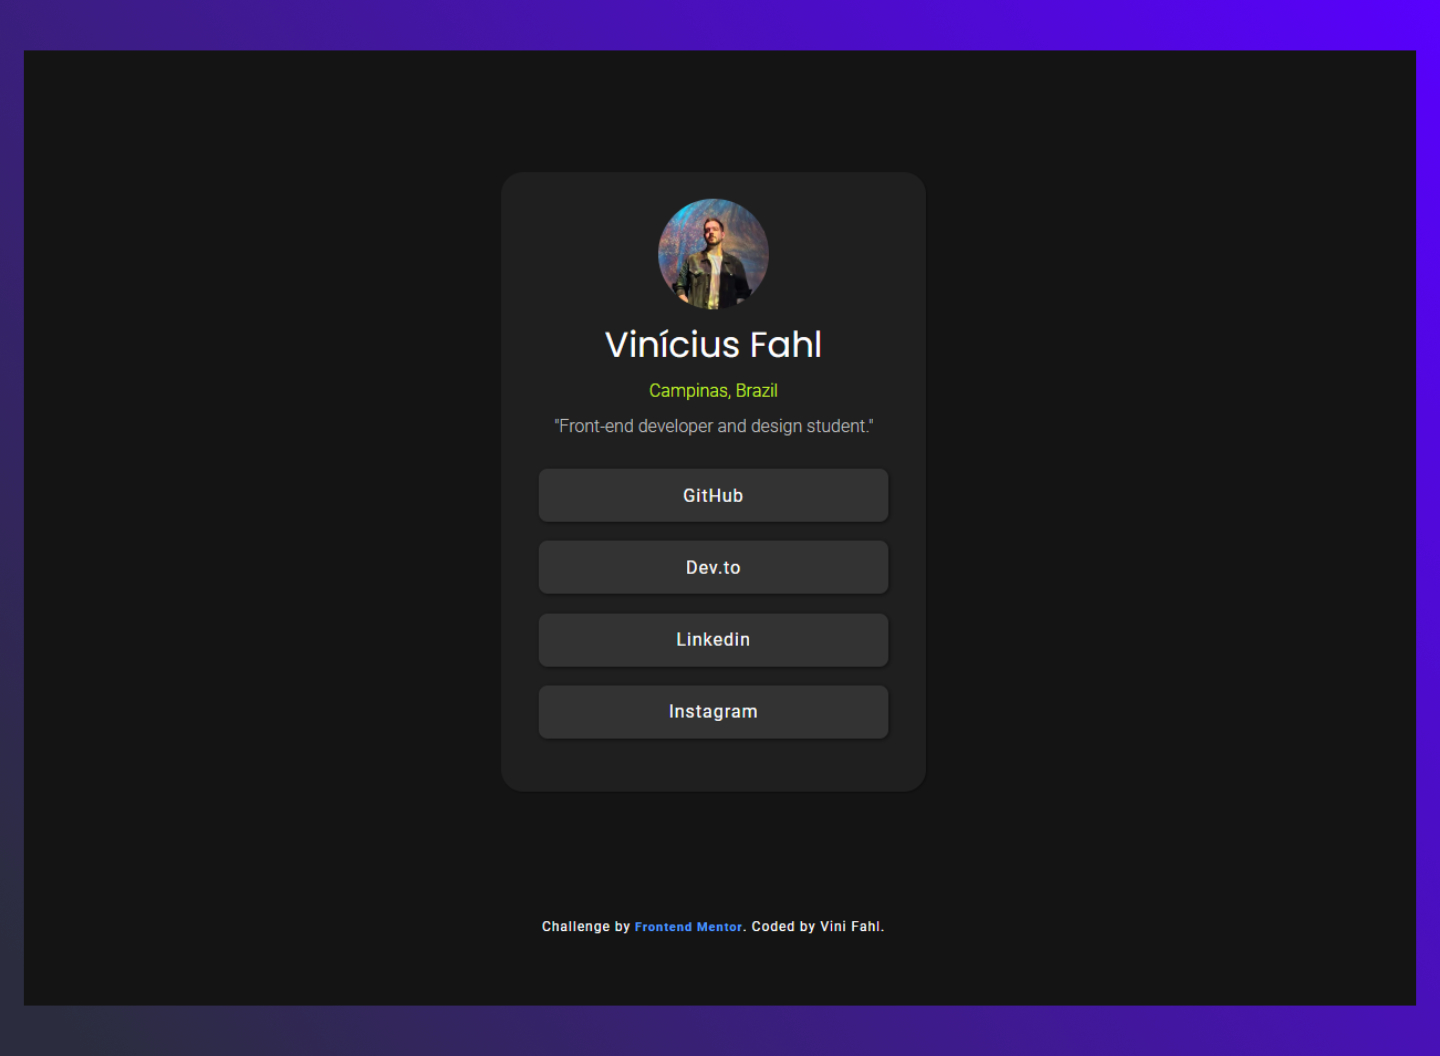 Vinícius Fahl
Campinas, Brazil
"Front-end developer and design student."
GitHub
Dev.to
Linkedin
Instagram
Challenge by Frontend Mentor. Coded by Vini Fahl.